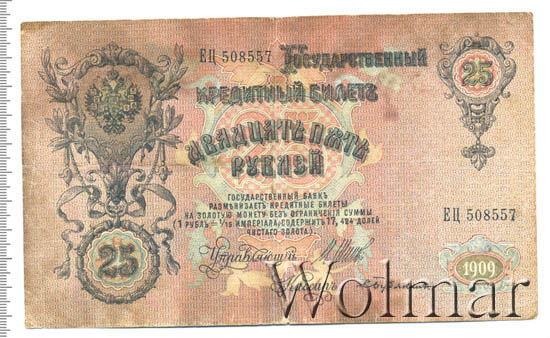 ЕЦ 508557
ГОСУДАРСТВЕННЫЙ
КРЕДИТНЫЙ БИЛЕТЪ
ДВАДЦАТЬ ПЯТЬ
РУБЛЕЙ
25
ГОСУДАРСТВЕННЫЙ БАНКЪ
РАЗМѢНИВАЕТЪ КРЕДИТНЫЕ БИЛЕТЫ
НА ЗОЛОТУЮ МОНЕТУ БЕЗЪ ОГРАНИЧЕНІЯ СУММЫ
(1 РУБЛЬ = 1/15 ИМПЕРІАЛА, СОДЕРЖИТЪ 17,424 ДОЛЕЙ
ЧИСТАГО ЗОЛОТА).
ЕЦ 508557
25
Управляющій
Кассиръ
1909
Wolmar